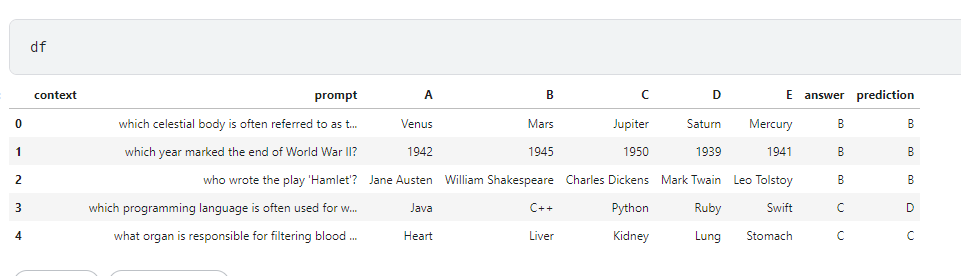 df
context prompt A B C D E answer prediction
0 which celestial body is often referred to as t... Venus Mars Jupiter Saturn Mercury B B
1 which year marked the end of World War II? 1942 1945 1950 1939 1941 B B
2 who wrote the play 'Hamlet'? Jane Austen William Shakespeare Charles Dickens Mark Twain Leo Tolstoy B B
3 which programming language is often used for w... Java C++ Python Ruby Swift C D
4 what organ is responsible for filtering blood ... Heart Liver Kidney Lung Stomach C C